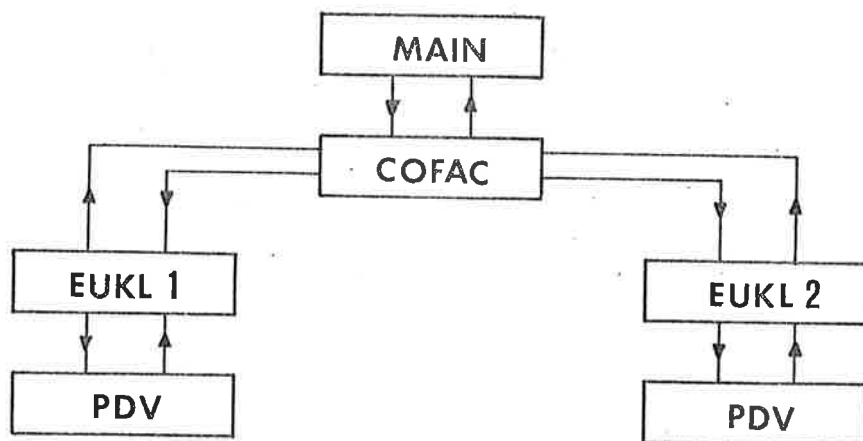 MAIN
COFAC
EUKL 1
EUKL 2
PDV
PDV